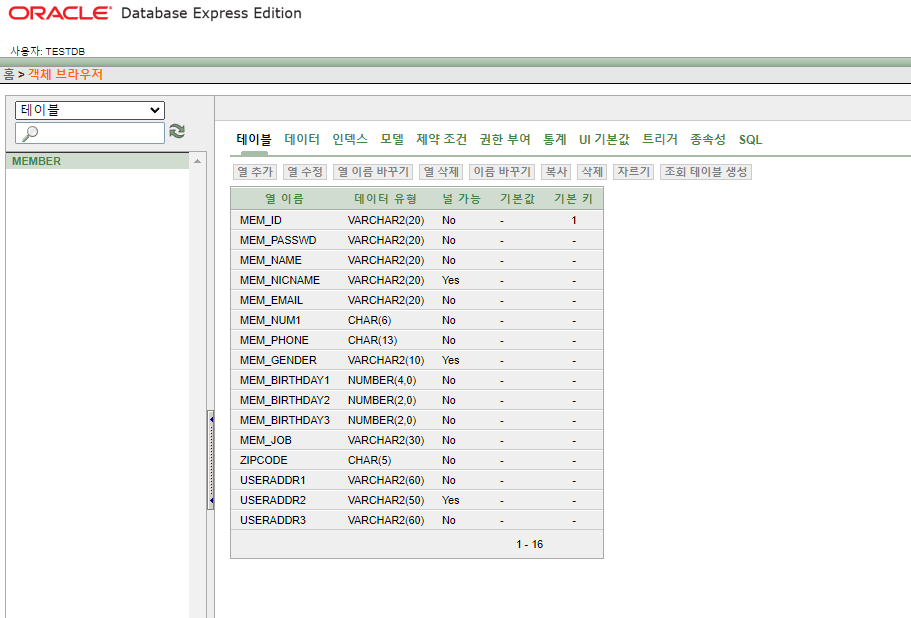 ORACLE Database Express Edition
사용자: TESTDB
홈 > 객체 브라우저
테이블
MEMBER
테이블 데이터 인덱스 모델 제약 조건 권한 부여 통계 UI 기본값 트리거 종속성 SQL
열 추가 열 수정 열 이름 바꾸기 열 삭제 이름 바꾸기 복사 삭제 자르기 조회 테이블 생성
열 이름 데이터 유형 널 가능 기본값 기본 키
MEM_ID VARCHAR2(20) No - 1
MEM_PASSWD VARCHAR2(20) No - -
MEM_NAME VARCHAR2(20) No - -
MEM_NICNAME VARCHAR2(20) Yes - -
MEM_EMAIL VARCHAR2(20) No - -
MEM_NUM1 CHAR(6) No - -
MEM_PHONE CHAR(13) No - -
MEM_GENDER VARCHAR2(10) Yes - -
MEM_BIRTHDAY1 NUMBER(4,0) No - -
MEM_BIRTHDAY2 NUMBER(2,0) No - -
MEM_BIRTHDAY3 NUMBER(2,0) No - -
MEM_JOB VARCHAR2(30) No - -
ZIPCODE CHAR(5) No - -
USERADDR1 VARCHAR2(60) No - -
USERADDR2 VARCHAR2(50) Yes - -
USERADDR3 VARCHAR2(60) No - -
1 - 16